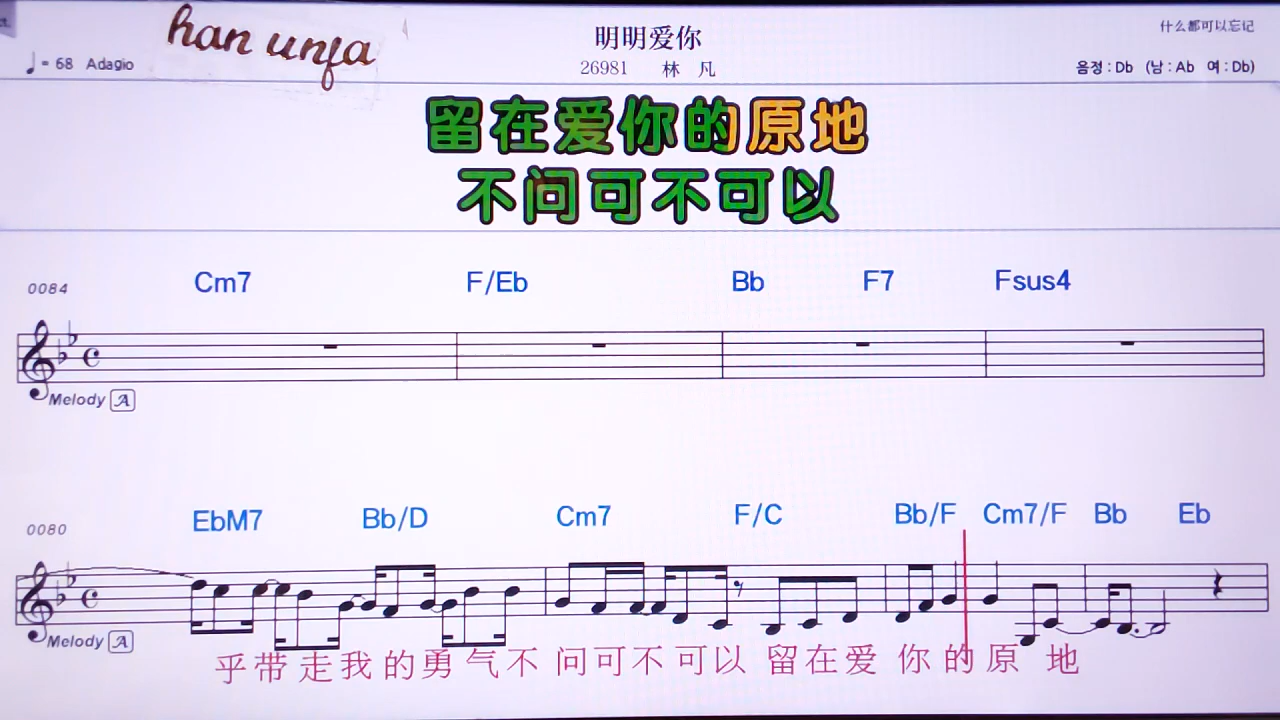 han unfa
明明爱你
什么都可以忘记
♩= 68 Adagio
26981 林 凡
음정 : Db (남 : Ab 여 : Db)
留在爱你的原地
不问可不可以
0084 Cm7 F/Eb Bb F7 Fsus4
Melody A
0080 EbM7 Bb/D Cm7 F/C Bb/F Cm7/F Bb Eb
Melody A
乎带走我的勇气不问可不可以 留在爱你的原地